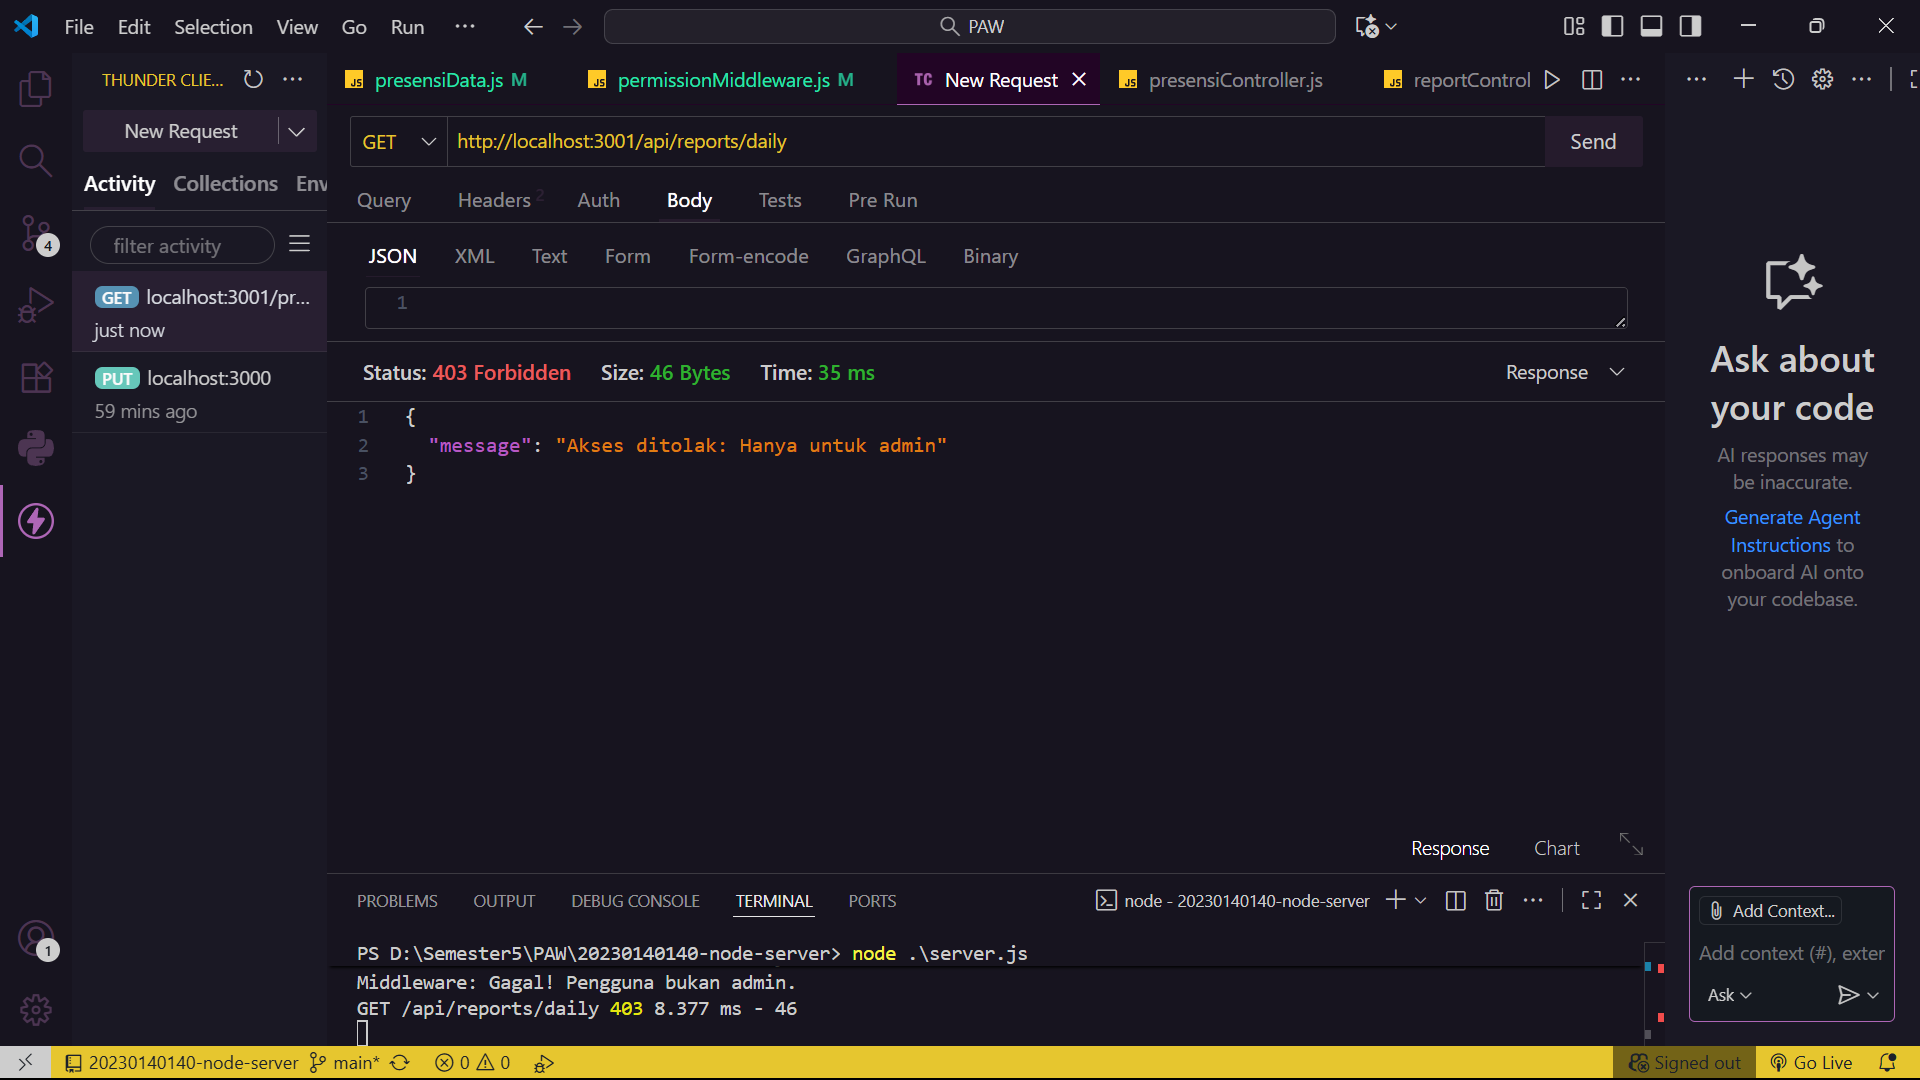 File Edit Selection View Go Run ···
PAW
THUNDER CLIE... ···
New Request
Activity Collections Env
filter activity
GET localhost:3001/pr...
just now
PUT localhost:3000
59 mins ago
4
1
JS presensiData.js M
JS permissionMiddleware.js M
TC New Request
JS presensiController.js
JS reportControl
GET http://localhost:3001/api/reports/daily Send
Query Headers 2 Auth Body Tests Pre Run
JSON XML Text Form Form-encode GraphQL Binary
1
Status: 403 Forbidden Size: 46 Bytes Time: 35 ms Response
1 {
2 "message": "Akses ditolak: Hanya untuk admin"
3 }
Response Chart
PROBLEMS OUTPUT DEBUG CONSOLE TERMINAL PORTS
node - 20230140140-node-server
PS D:\Semester5\PAW\20230140140-node-server> node .\server.js
Middleware: Gagal! Pengguna bukan admin.
GET /api/reports/daily 403 8.377 ms - 46
Ask about
your code
AI responses may
be inaccurate.
Generate Agent
Instructions to
onboard AI onto
your codebase.
Add Context...
Add context (#), exter
Ask
20230140140-node-server main* 0 0
Signed out Go Live